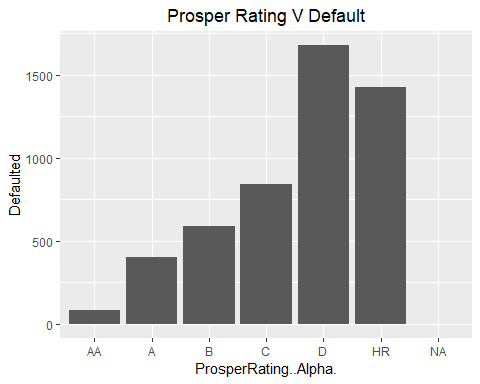 Prosper Rating V Default
Defaulted
1500
1000
500
0
AA A B C D HR NA
ProsperRating..Alpha.